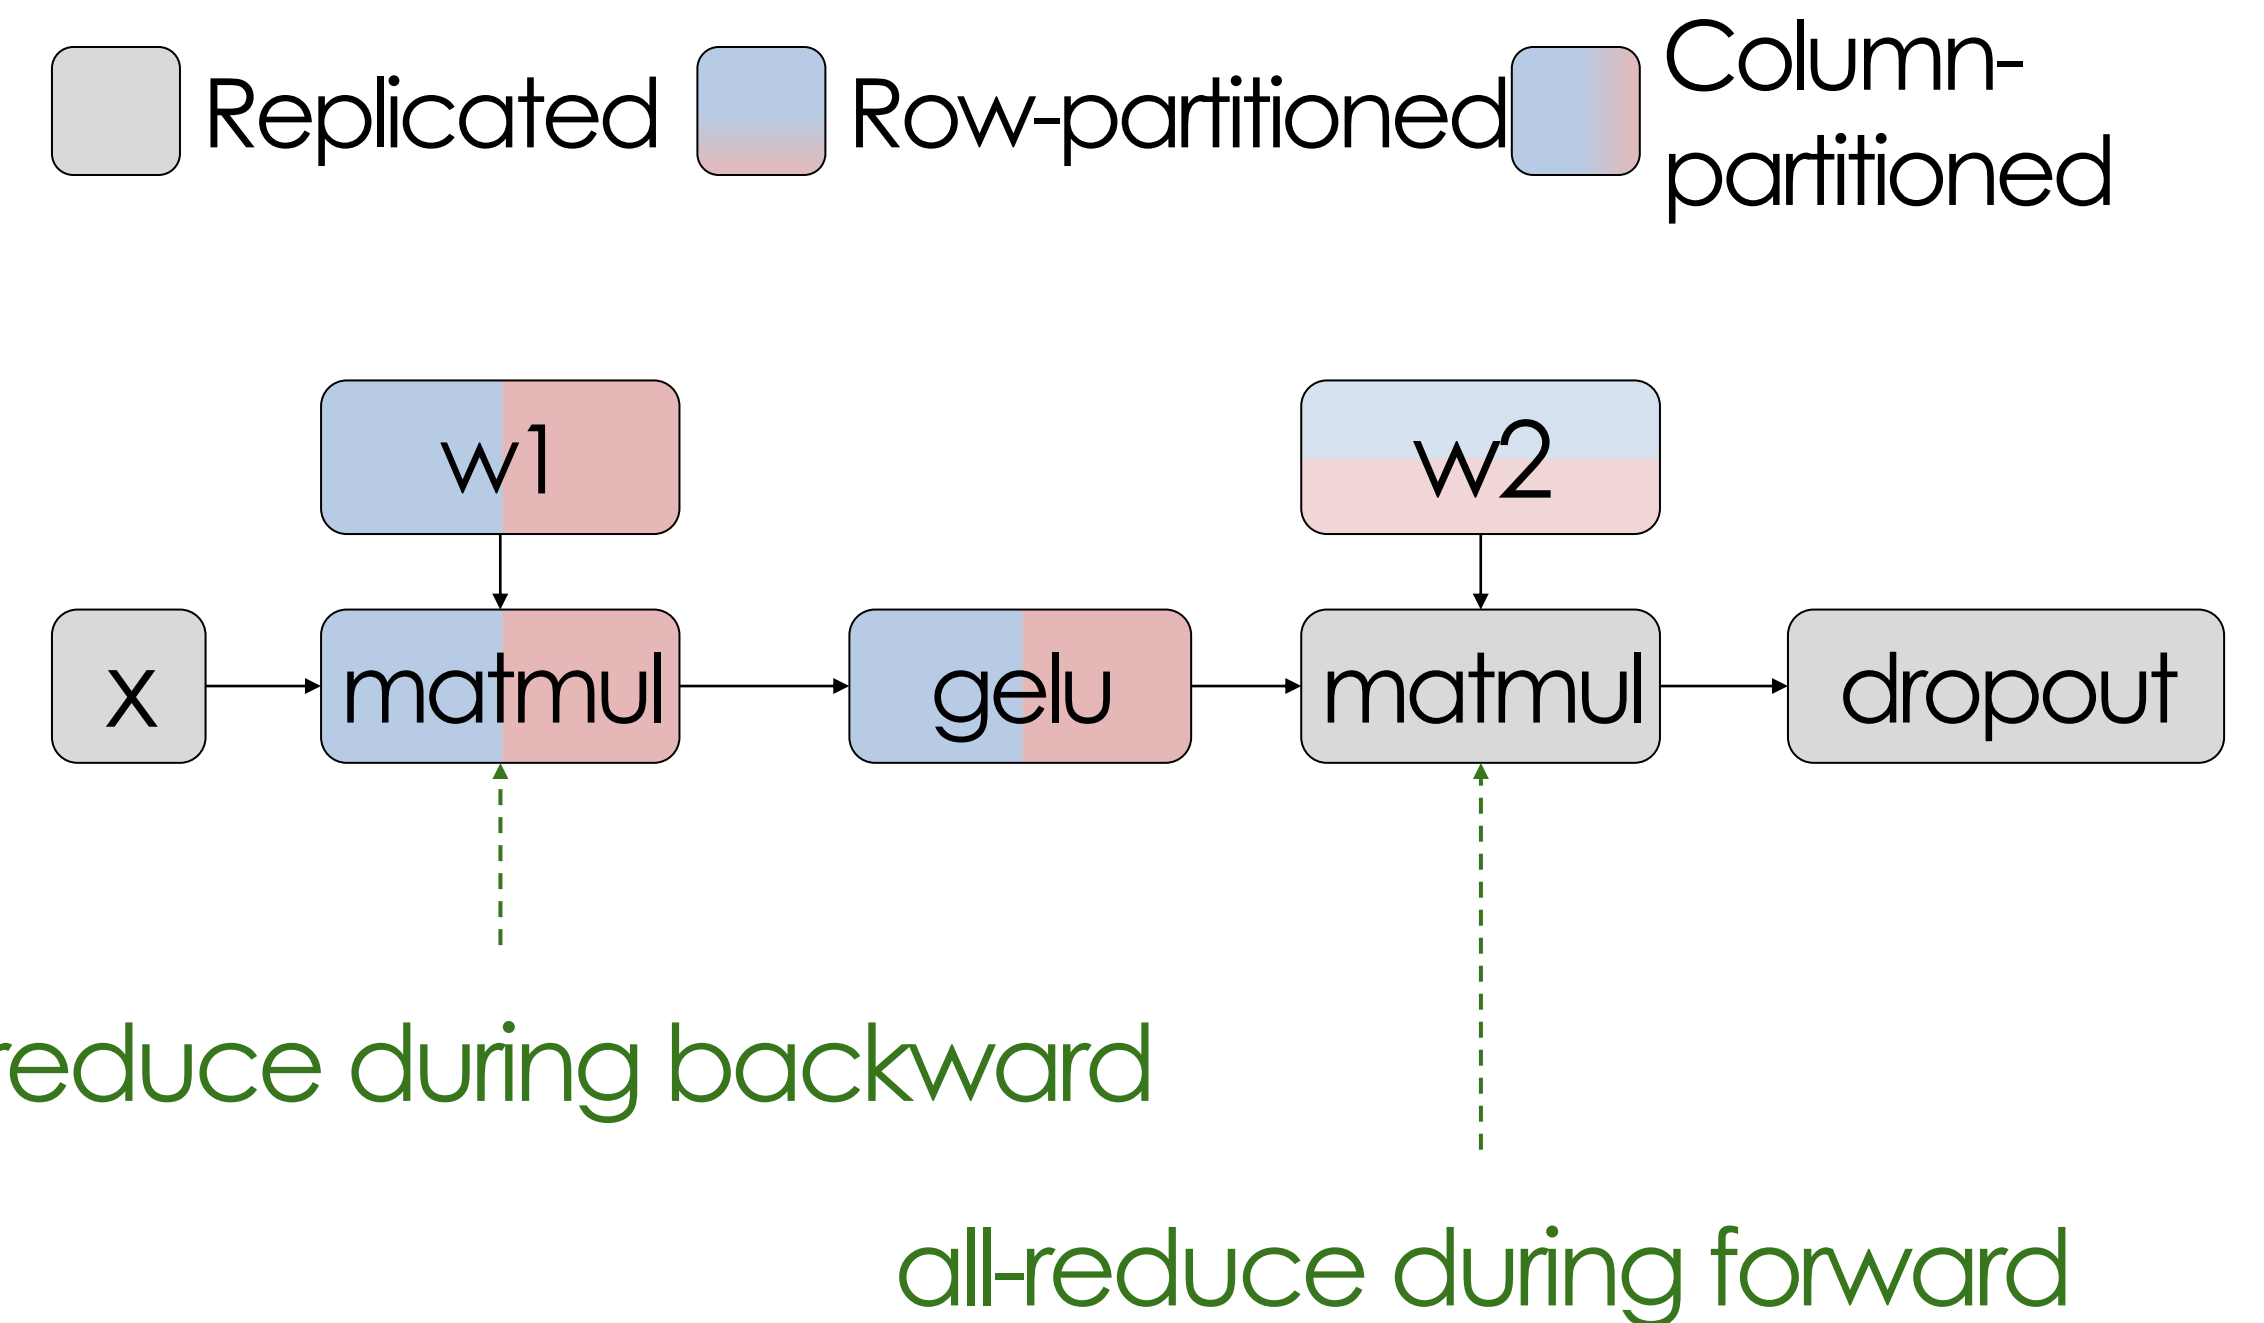 Replicated
Row-partitioned
Column-
partitioned
w1
w2
x
matmul
gelu
matmul
dropout
reduce during backward
all-reduce during forward